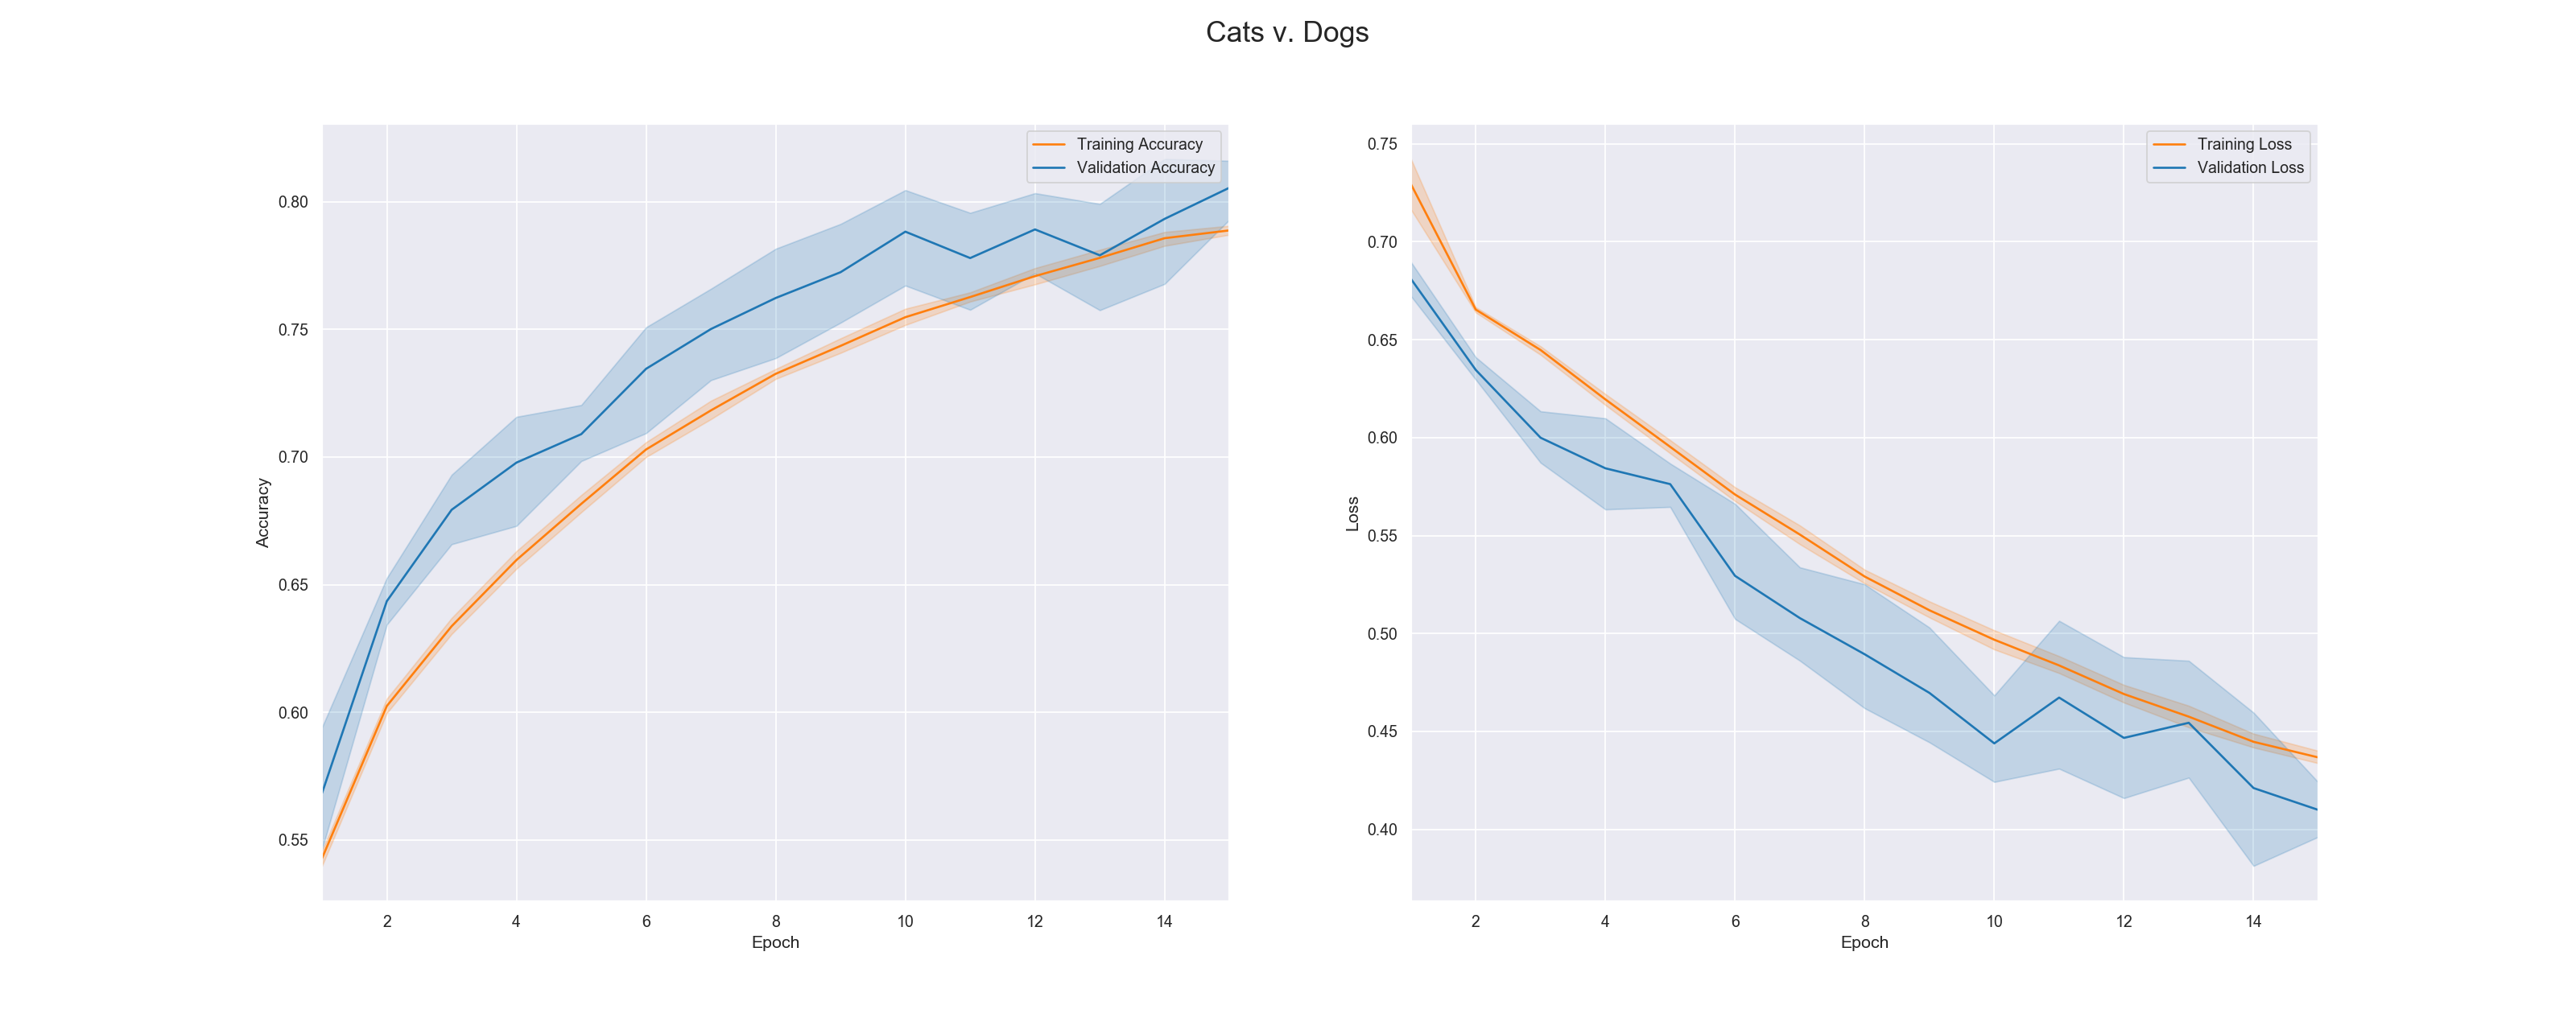 Cats v. Dogs
Training Accuracy
Validation Accuracy
0.80
0.75
0.70
0.65
0.60
0.55
Accuracy
2 4 6 8 10 12 14
Epoch
Training Loss
Validation Loss
0.75
0.70
0.65
0.60
0.55
0.50
0.45
0.40
Loss
2 4 6 8 10 12 14
Epoch